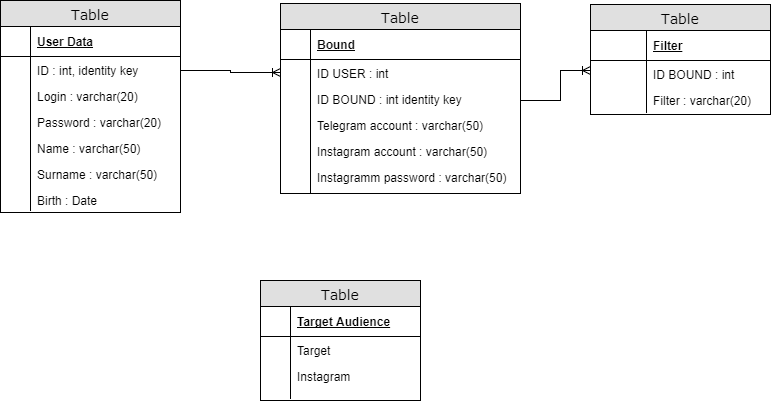 Table
User Data
ID : int, identity key
Login : varchar(20)
Password : varchar(20)
Name : varchar(50)
Surname : varchar(50)
Birth : Date
Table
Bound
ID USER : int
ID BOUND : int identity key
Telegram account : varchar(50)
Instagram account : varchar(50)
Instagramm password : varchar(50)
Table
Filter
ID BOUND : int
Filter : varchar(20)
Table
Target Audience
Target
Instagram